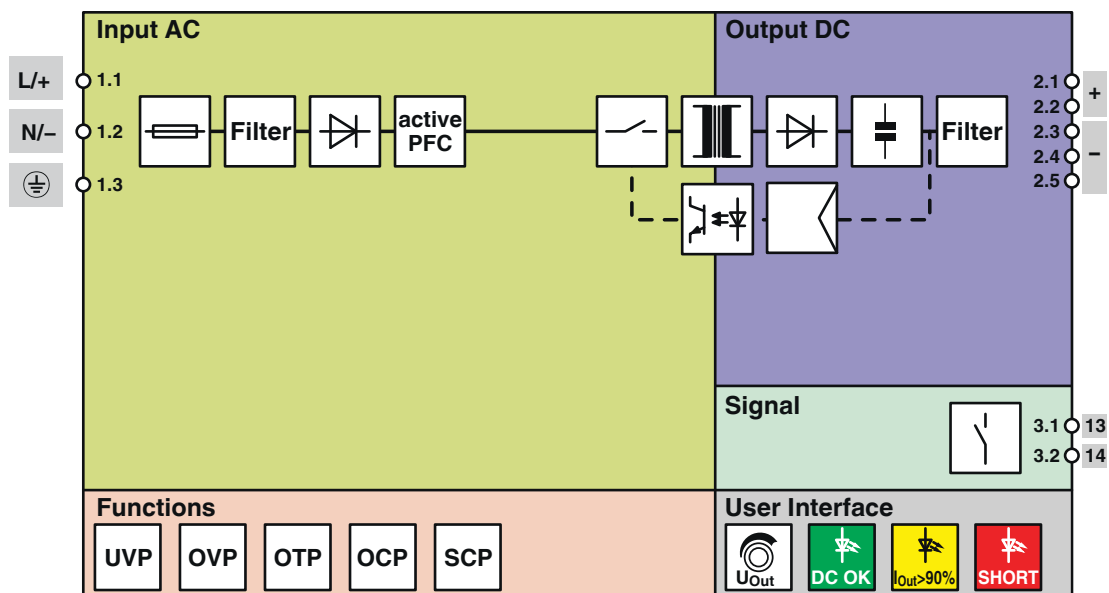 Input AC
Output DC
L/+
1.1
N/–
1.2
1.3
Filter
active
PFC
Filter
2.1
2.2
2.3
2.4
2.5
+
–
Signal
3.1
13
3.2
14
Functions
UVP
OVP
OTP
OCP
SCP
User Interface
UOut
DC OK
IOut>90%
SHORT